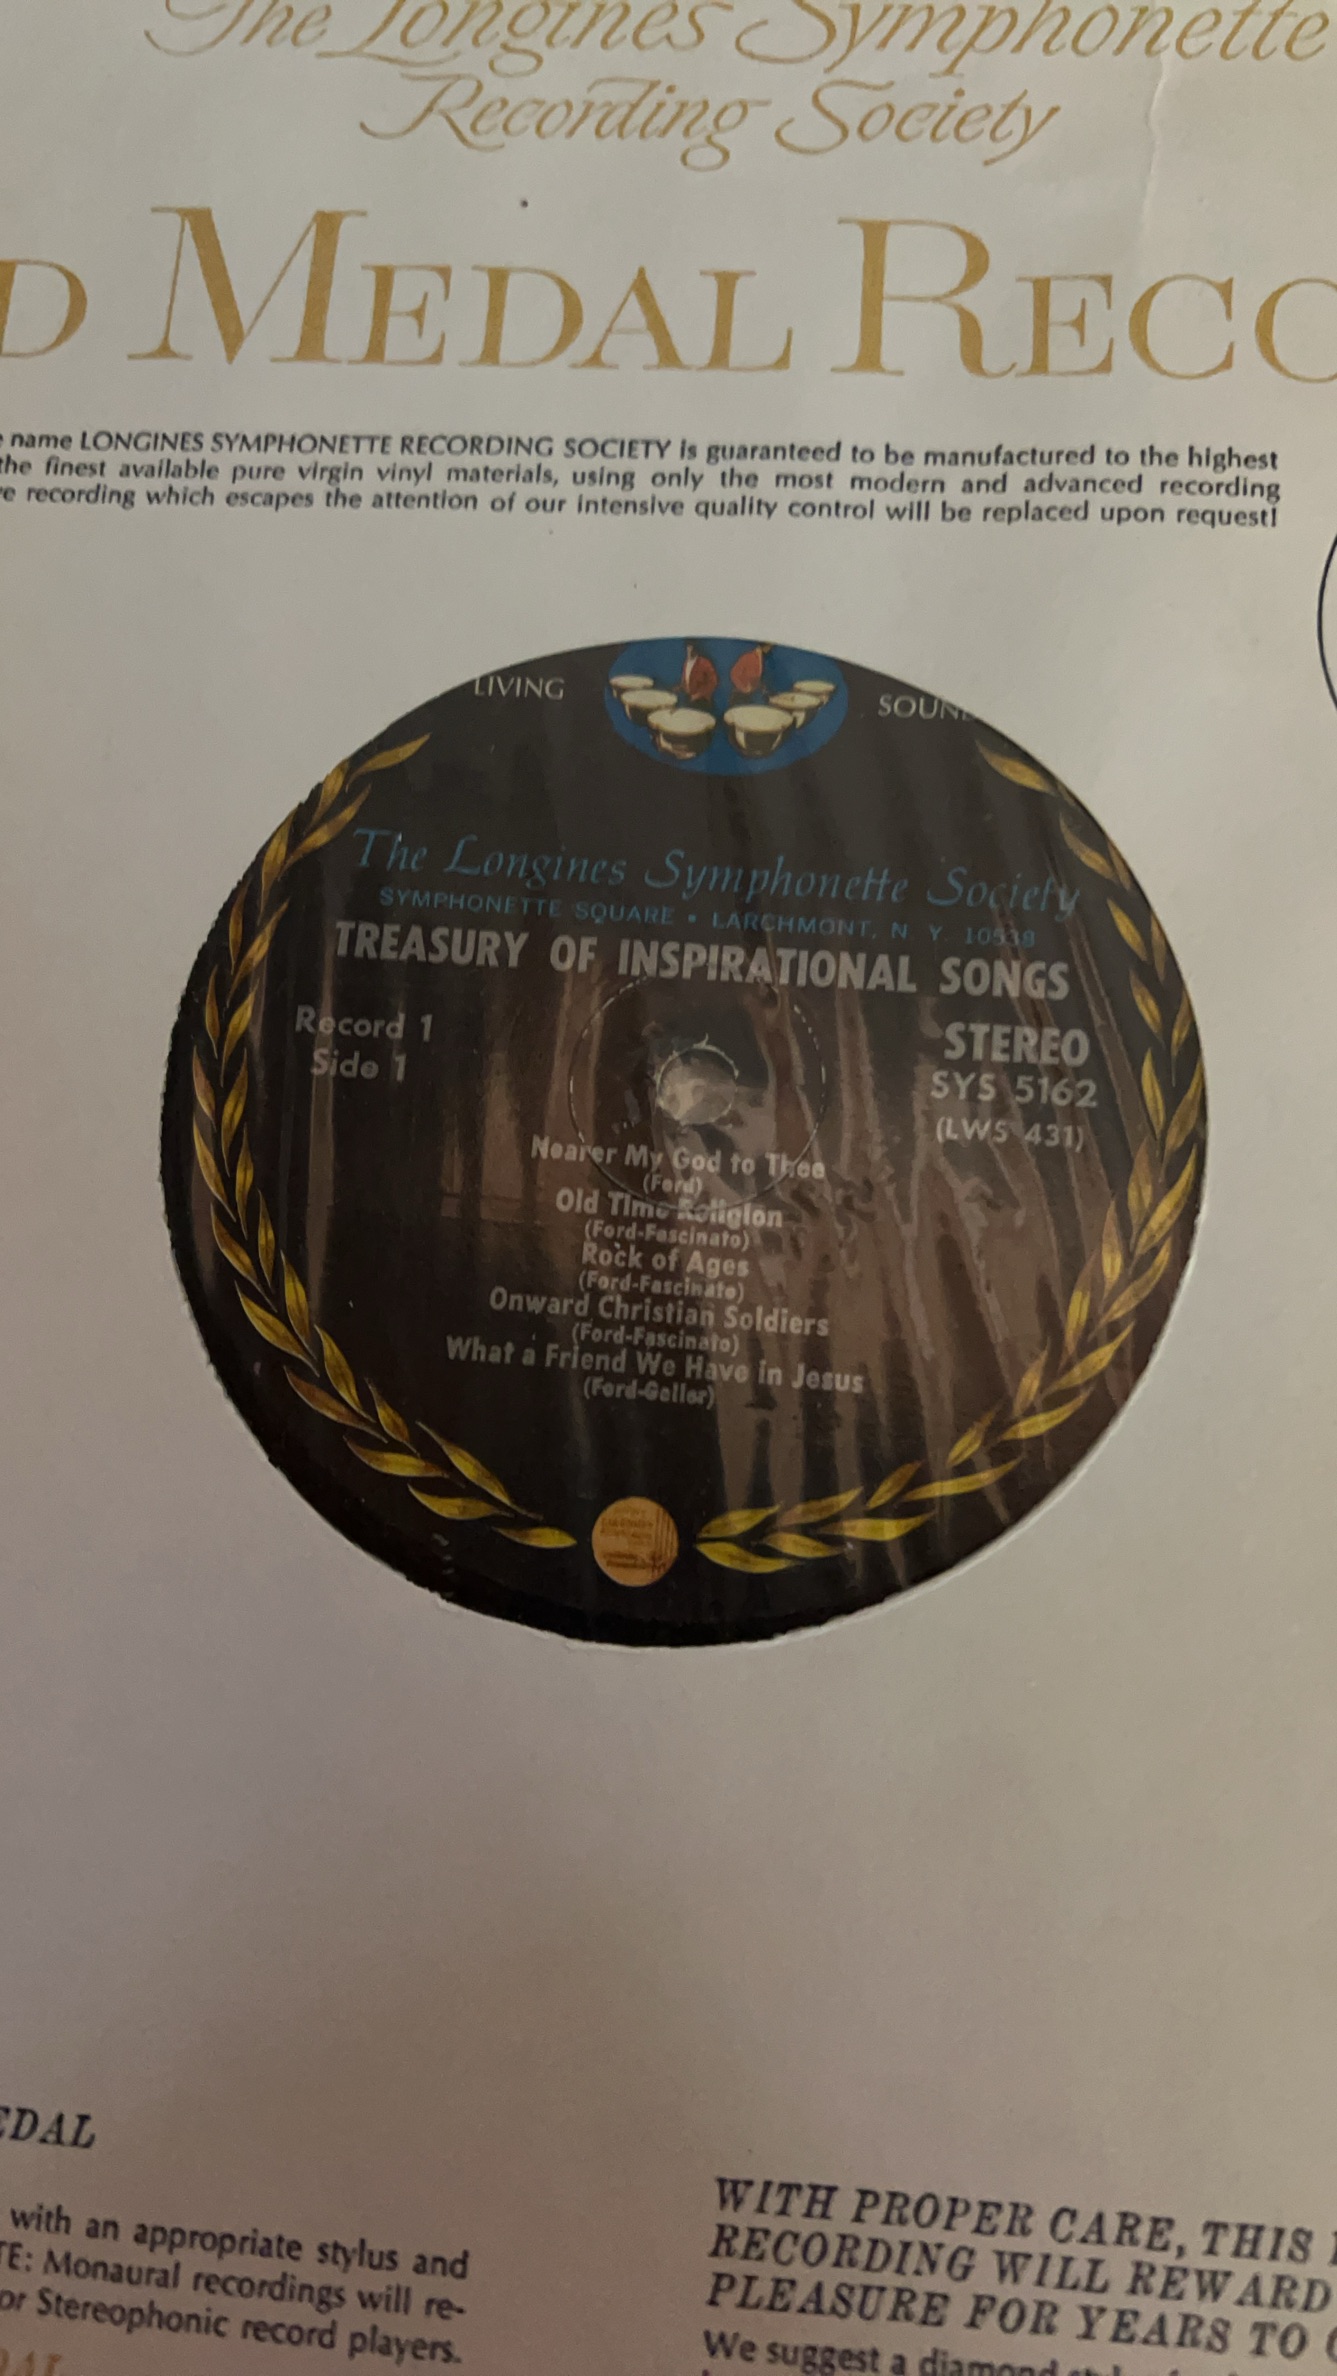 The Longines Symphonette
Recording Society
D MEDAL RECO
name LONGINES SYMPHONETTE RECORDING SOCIETY is guaranteed to be manufactured to the highest
the finest available pure virgin vinyl materials, using only the most modern and advanced recording
recording which escapes the attention of our intensive quality control will be replaced upon request!
LIVING
SOUND
The Longines Symphonette Society
SYMPHONETTE SQUARE • LARCHMONT, N. Y. 10538
TREASURY OF INSPIRATIONAL SONGS
Record 1
Side 1
STEREO
SYS 5162
(LWS 431)
Nearer My God to Thee
(Ford)
Old Time Religion
(Ford-Fascinato)
Rock of Ages
(Ford-Fascinato)
Onward Christian Soldiers
(Ford-Fascinato)
What a Friend We Have in Jesus
(Ford-Geller)
EDAL
with an appropriate stylus and
TE: Monaural recordings will re-
or Stereophonic record players.
WITH PROPER CARE, THIS
RECORDING WILL REWARD
PLEASURE FOR YEARS TO
We suggest a diamond